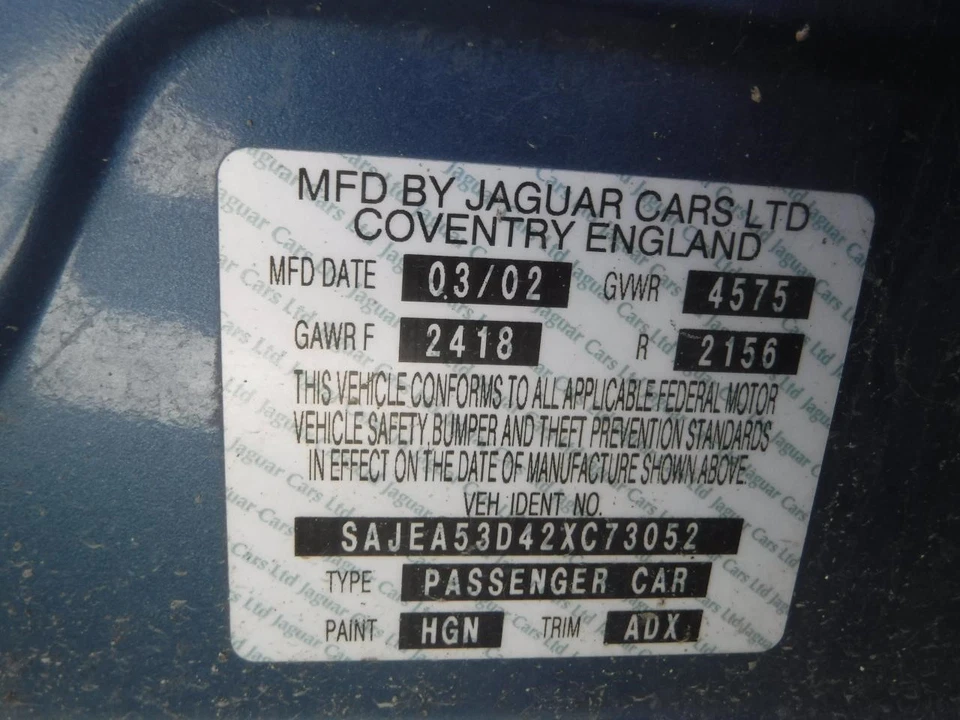 MFD BY JAGUAR CARS LTD
COVENTRY ENGLAND
MFD DATE 03/02 GVWR 4575
GAWR F 2418 R 2156
THIS VEHICLE CONFORMS TO ALL APPLICABLE FEDERAL MOTOR
VEHICLE SAFETY, BUMPER AND THEFT PREVENTION STANDARDS
IN EFFECT ON THE DATE OF MANUFACTURE SHOWN ABOVE.
VEH IDENT NO.
SAJEA53D42XC73052
TYPE PASSENGER CAR
PAINT HGN TRIM ADX